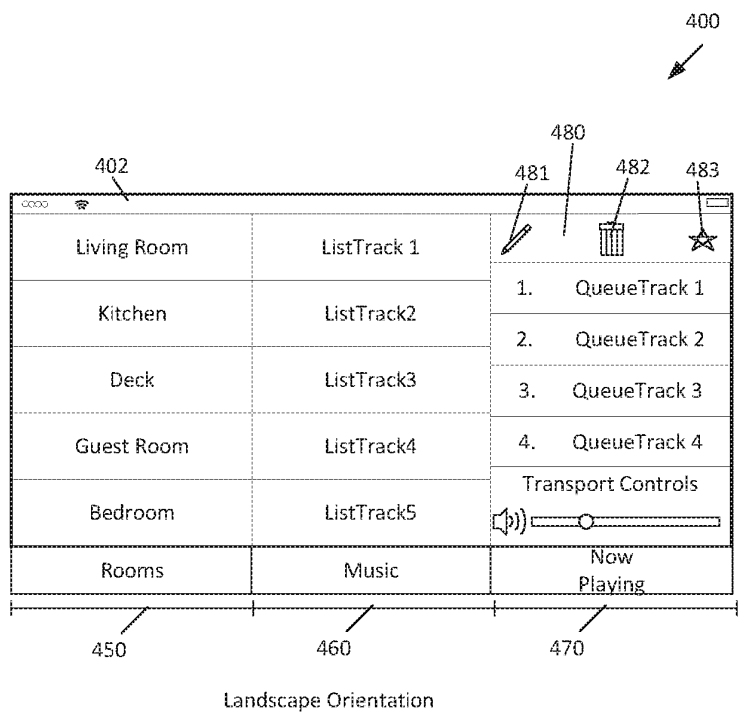 400
480
402
481
482
483
Living Room
ListTrack 1
Kitchen
ListTrack2
Deck
ListTrack3
Guest Room
ListTrack4
Bedroom
ListTrack5
1. QueueTrack 1
2. QueueTrack 2
3. QueueTrack 3
4. QueueTrack 4
Transport Controls
Rooms
Music
Now
Playing
450
460
470
Landscape Orientation